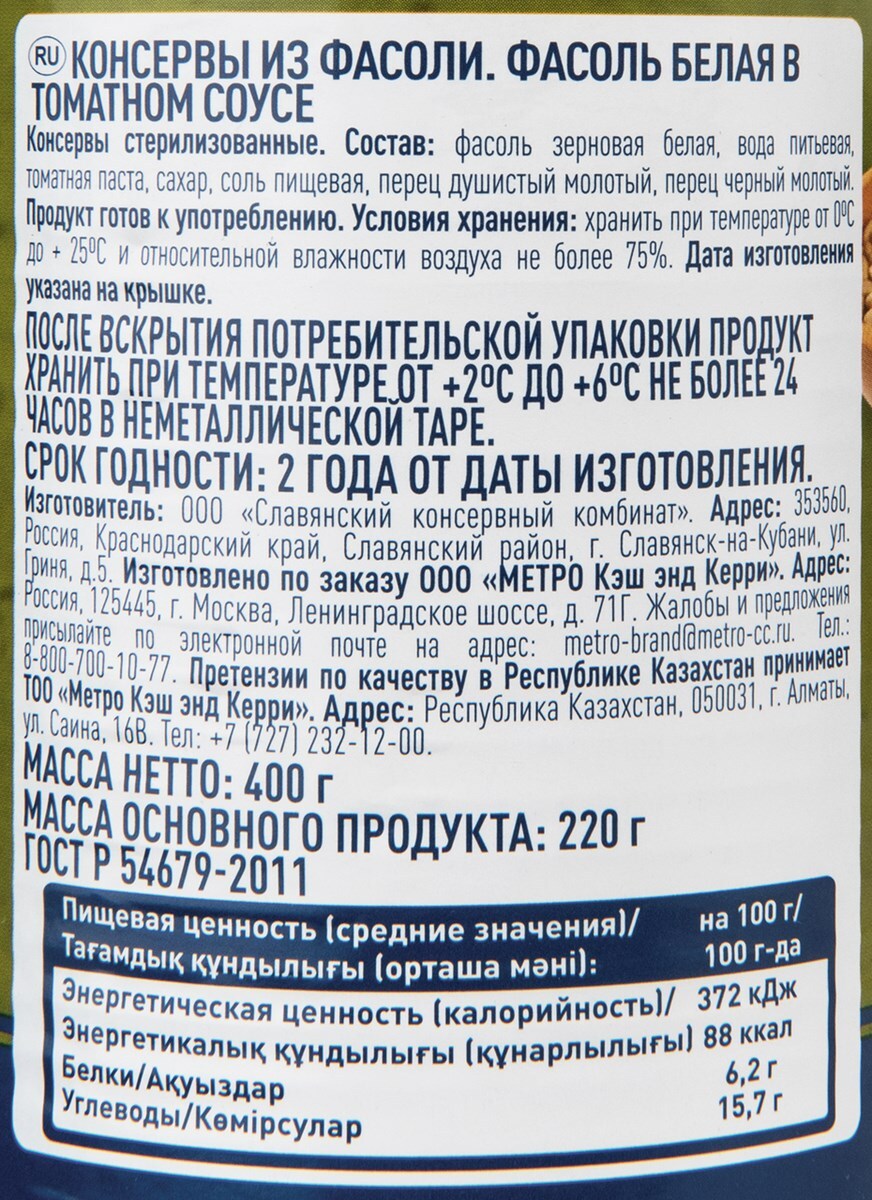 RU КОНСЕРВЫ ИЗ ФАСОЛИ. ФАСОЛЬ БЕЛАЯ В
ТОМАТНОМ СОУСЕ
Консервы стерилизованные. Состав: фасоль зерновая белая, вода питьевая,
томатная паста, сахар, соль пищевая, перец душистый молотый, перец черный молотый.
Продукт готов к употреблению. Условия хранения: хранить при температуре от 0ºС
до + 25ºС и относительной влажности воздуха не более 75%. Дата изготовления
указана на крышке.
ПОСЛЕ ВСКРЫТИЯ ПОТРЕБИТЕЛЬСКОЙ УПАКОВКИ ПРОДУКТ
ХРАНИТЬ ПРИ ТЕМПЕРАТУРЕ ОТ +2ºС ДО +6ºС НЕ БОЛЕЕ 24
ЧАСОВ В НЕМЕТАЛЛИЧЕСКОЙ ТАРЕ.
СРОК ГОДНОСТИ: 2 ГОДА ОТ ДАТЫ ИЗГОТОВЛЕНИЯ.
Изготовитель: ООО «Славянский консервный комбинат». Адрес: 353560,
Россия, Краснодарский край, Славянский район, г. Славянск-на-Кубани, ул.
Гриня, д.5. Изготовлено по заказу ООО «МЕТРО Кэш энд Керри». Адрес:
Россия, 125445, г. Москва, Ленинградское шоссе, д. 71Г. Жалобы и предложения
присылайте по электронной почте на адрес: metro-brand@metro-cc.ru. Тел.:
8-800-700-10-77. Претензии по качеству в Республике Казахстан принимает
ТОО «Метро Кэш энд Керри». Адрес: Республика Казахстан, 050031, г. Алматы,
ул. Саина, 16В. Тел: +7 (727) 232-12-00.
МАССА НЕТТО: 400 г
МАССА ОСНОВНОГО ПРОДУКТА: 220 г
ГОСТ Р 54679-2011
Пищевая ценность (средние значения)/ на 100 г/
Тағамдық құндылығы (орташа мәні): 100 г-да
Энергетическая ценность (калорийность)/ 372 кДж
Энергетикалық құндылығы (құнарлылығы) 88 ккал
Белки/Ақуыздар 6,2 г
Углеводы/Көмірсулар 15,7 г